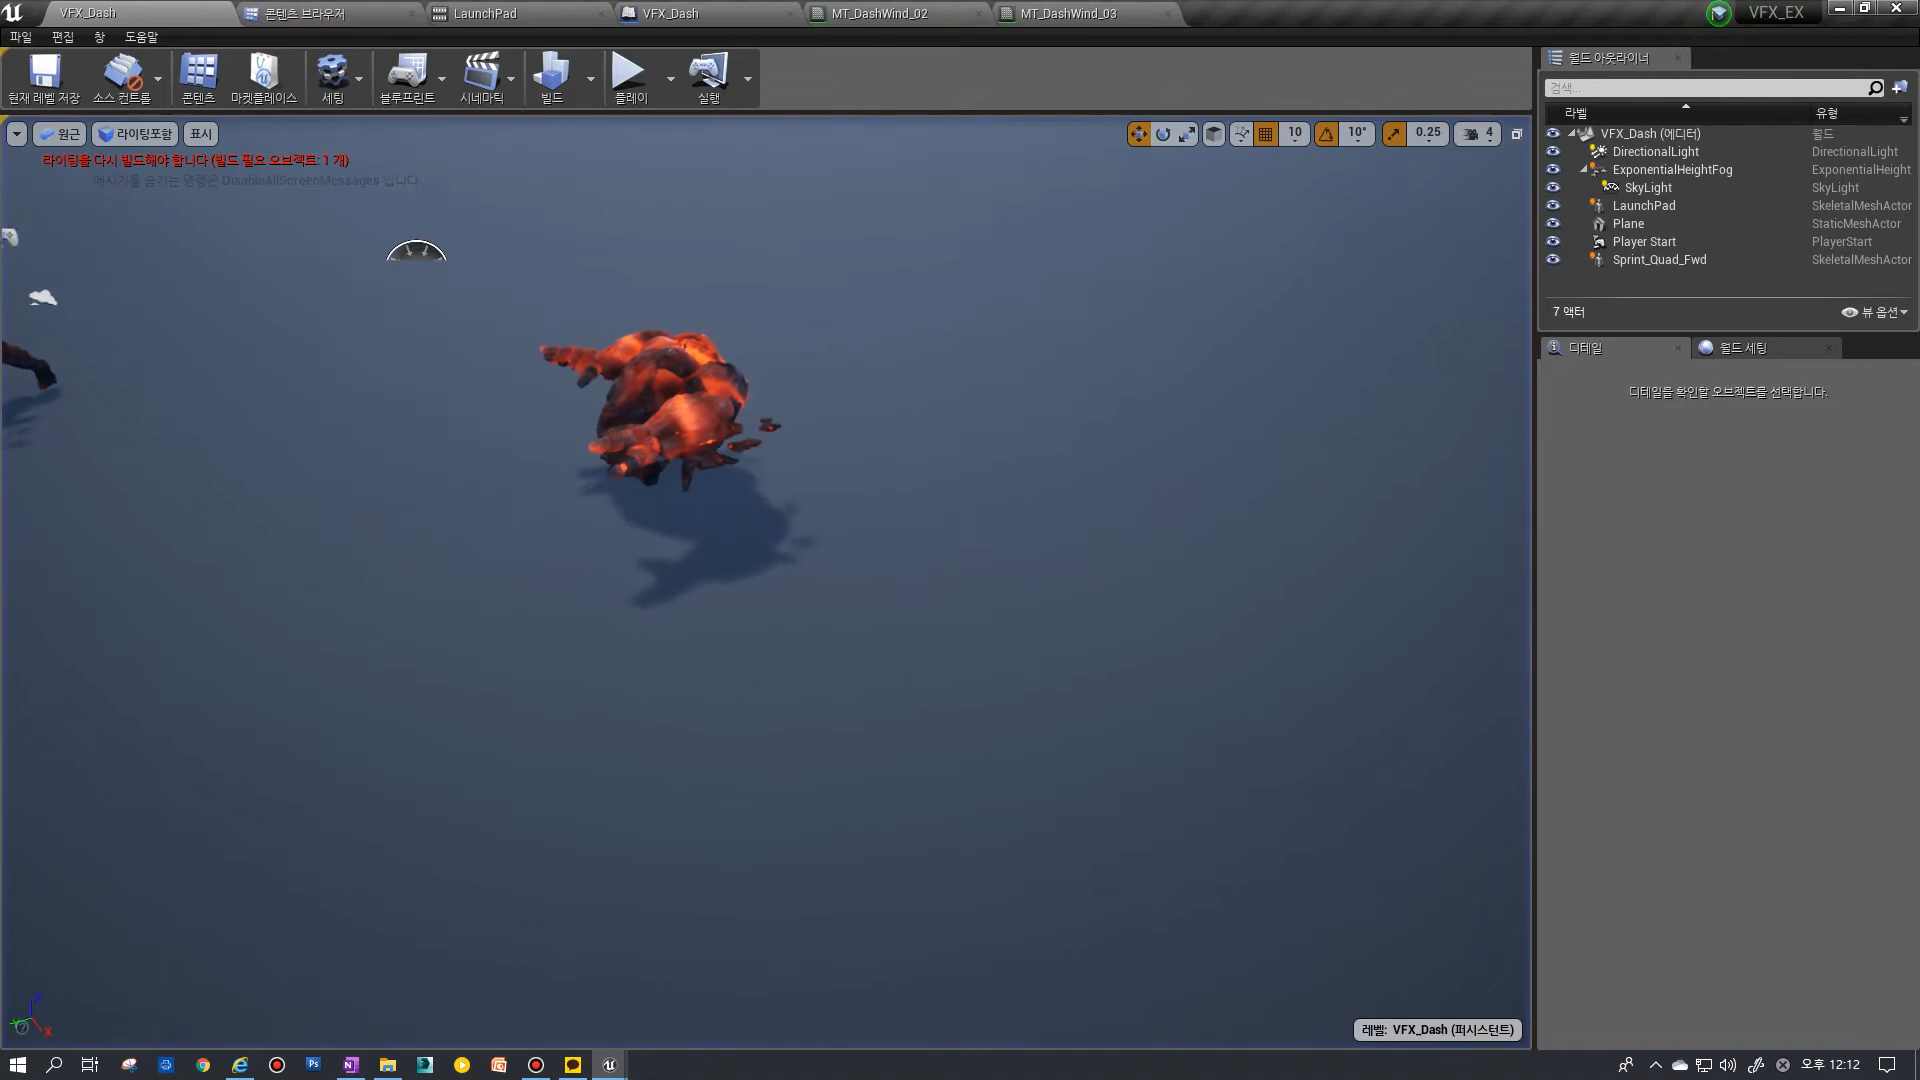 VFX_Dash
콘텐츠 브라우저
LaunchPad
VFX_Dash
MT_DashWind_02
MT_DashWind_03
VFX_EX
파일 편집 창 도움말
현재 레벨 저장
소스 컨트롤
콘텐츠
마켓플레이스
세팅
블루프린트
시네마틱
빌드
플레이
실행
원근
라이팅포함
표시
10
10°
0.25
4
라이팅을 다시 빌드해야 합니다 (빌드 필요 오브젝트: 1 개)
메시지를 숨기는 명령은 DisableAllScreenMessages 입니다.
월드 아웃라이너
검색...
라벨 유형
VFX_Dash (에디터) 월드
DirectionalLight DirectionalLight
ExponentialHeightFog ExponentialHeight
SkyLight SkyLight
LaunchPad SkeletalMeshActor
Plane StaticMeshActor
Player Start PlayerStart
Sprint_Quad_Fwd SkeletalMeshActor
7 액터 뷰 옵션
디테일 월드 세팅
디테일을 확인할 오브젝트를 선택합니다.
Z
Y
X
레벨: VFX_Dash (퍼시스턴트)
오후 12:12